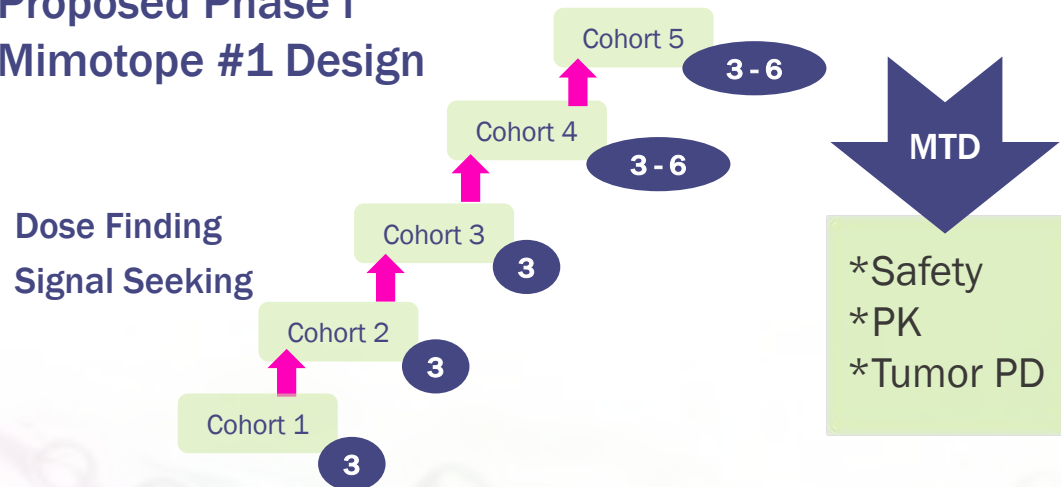 Proposed Phase I
Mimotope #1 Design
Cohort 5
3 - 6
Cohort 4
3 - 6
MTD
Dose Finding
Signal Seeking
Cohort 3
3
*Safety
*PK
*Tumor PD
Cohort 2
3
Cohort 1
3